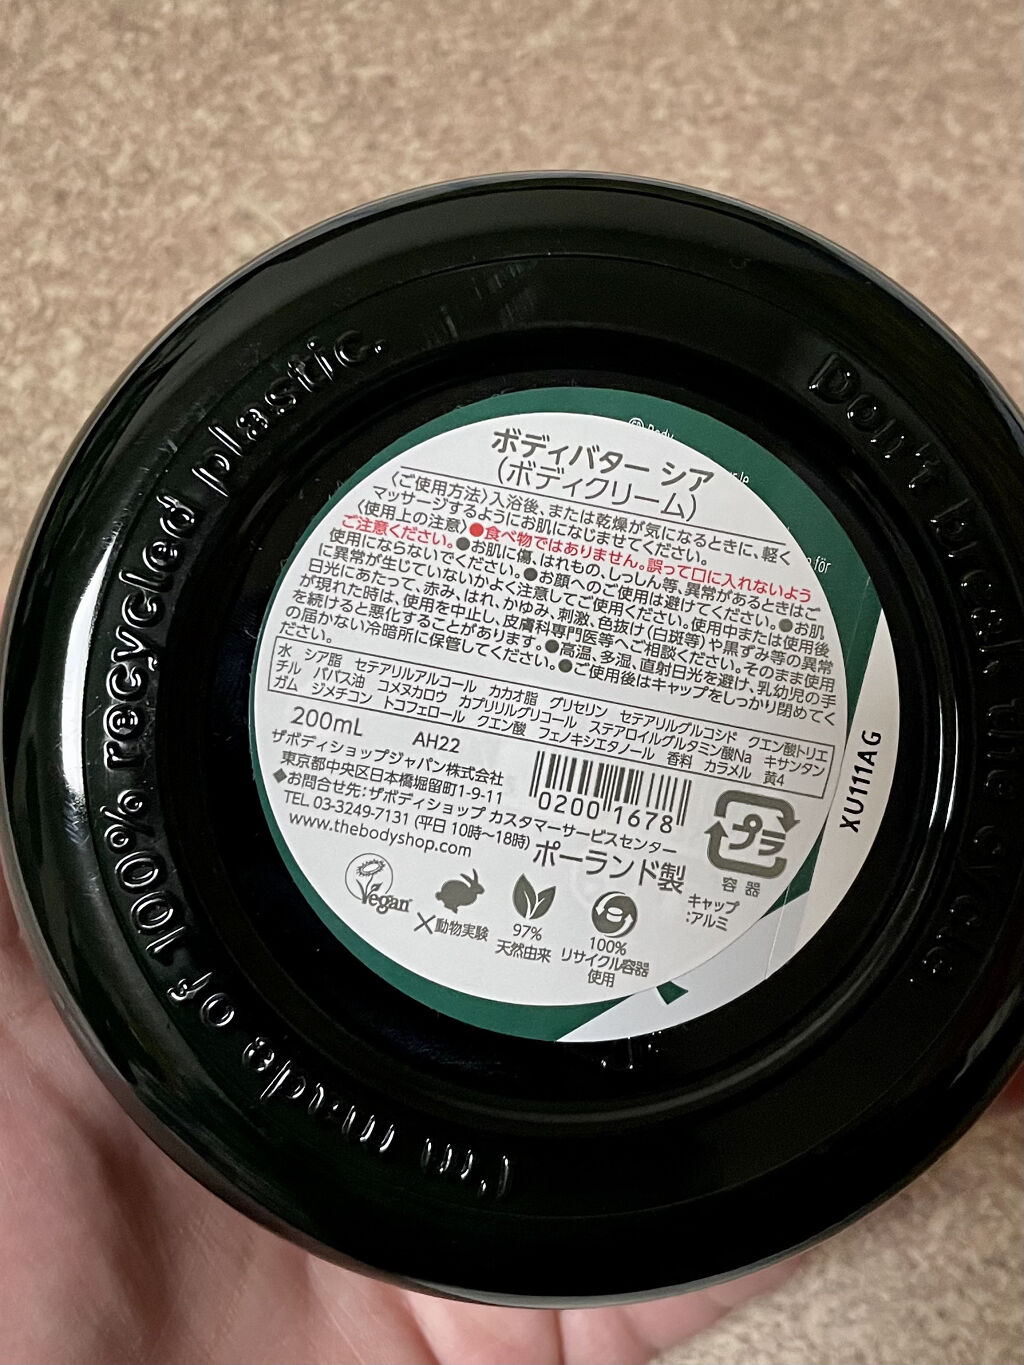 ボディバター シア
(ボディクリーム)
〈ご使用方法〉入浴後、または乾燥が気になるときに、軽く
マッサージするようにお肌になじませてください。
〈使用上の注意〉●食べ物ではありません。誤って口に入れないよう
ご注意ください。●お肌に傷、はれもの、しっしん等、異常があるときはご
使用にならないでください。●お顔へのご使用は避けてください。●お肌
に異常が生じていないかよく注意してご使用ください。使用中または使用後
日光にあたって、赤み、はれ、かゆみ、刺激、色抜け(白斑等)や黒ずみ等の異常
が現れた時は、使用を中止し、皮膚科専門医等へご相談ください。そのまま使用
を続けると悪化することがあります。●高温、多湿、直射日光を避け、乳幼児の手
の届かない冷暗所に保管してください。●ご使用後はキャップをしっかり閉めてく
ださい。
水 シア脂 セテアリルアルコール カカオ脂 グリセリン セテアリルグルコシド クエン酸トリエ
チル ババス油 コメヌカロウ カプリリルグリコール ステアロイルグルタミン酸Na キサンタン
ガム ジメチコン トコフェロール クエン酸 フェノキシエタノール 香料 カラメル 黄4
200mL AH22
ザボディショップジャパン株式会社
東京都中央区日本橋堀留町1-9-11
◆お問合せ先:ザボディショップ カスタマーサービスセンター
TEL 03-3249-7131 (平日 10時〜18時)
www.thebodyshop.com
0200 1678
ポーランド製
プラ
容器
キャップ
:アルミ
Vegan
×動物実験
97%
天然由来
100%
リサイクル容器
使用
XU111AG
Body
für
I'm made of 100% recycled plastic.
Don't break the cycle.